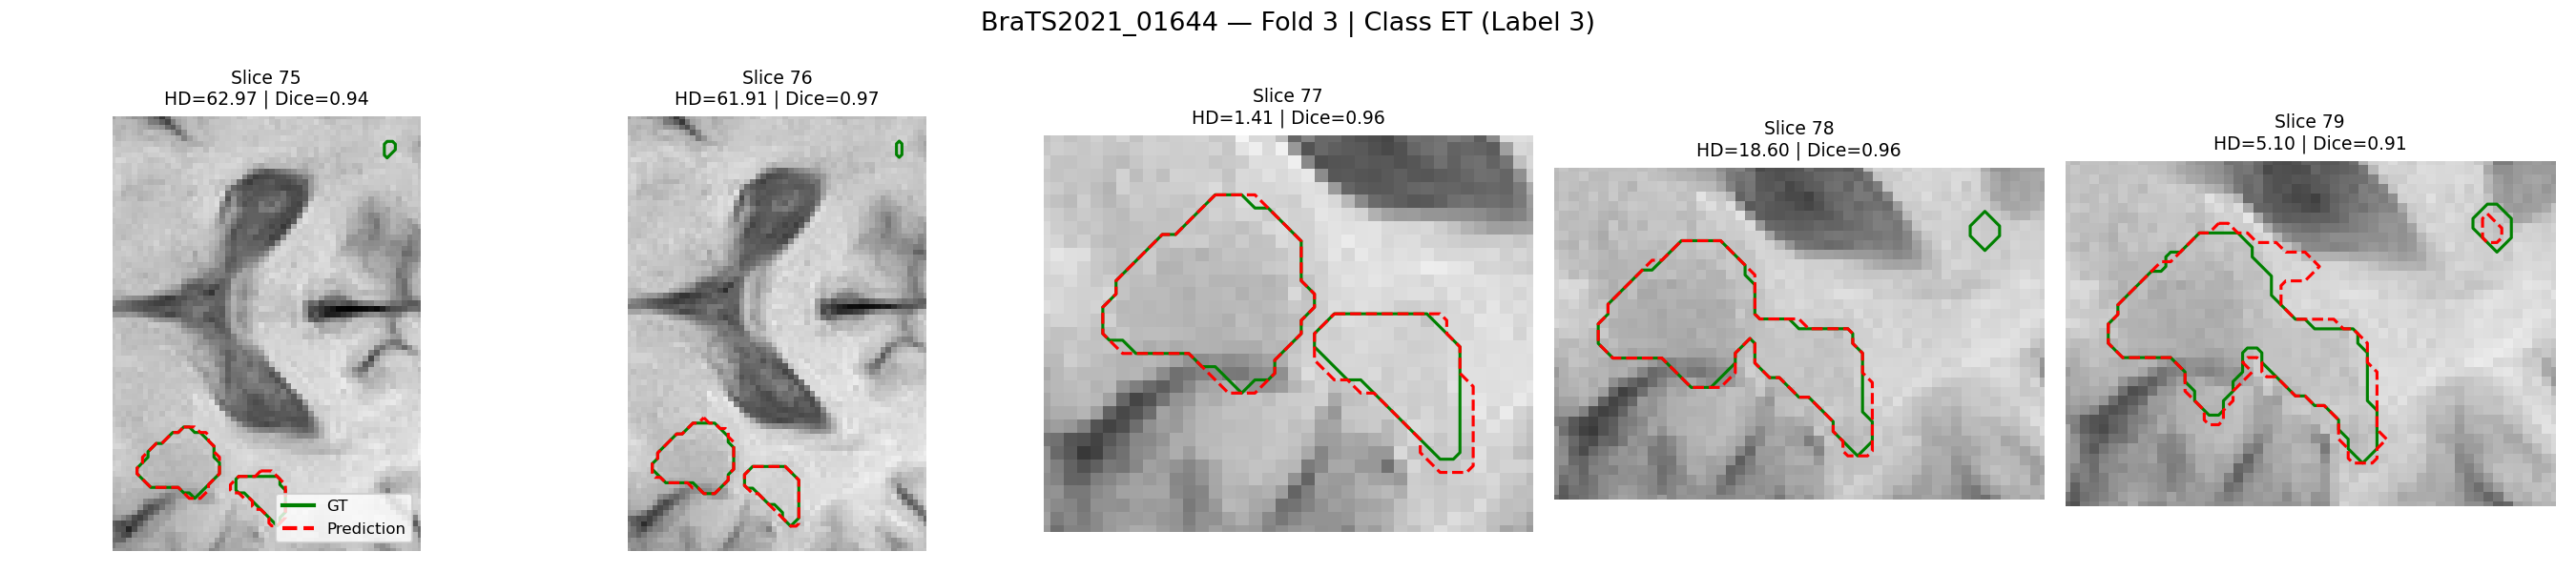 BraTS2021_01644 — Fold 3 | Class ET (Label 3)
Slice 75
HD=62.97 | Dice=0.94
Slice 76
HD=61.91 | Dice=0.97
Slice 77
HD=1.41 | Dice=0.96
Slice 78
HD=18.60 | Dice=0.96
Slice 79
HD=5.10 | Dice=0.91
GT
Prediction